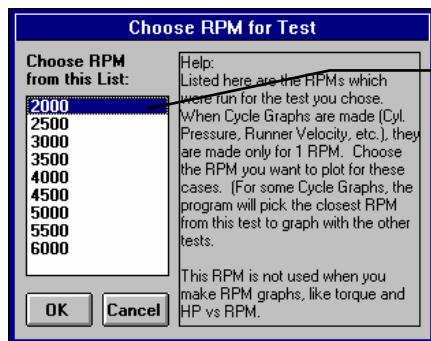 Choose RPM for Test
Choose RPM
from this List:
2000
2500
3000
3500
4000
4500
5000
5500
6000
OK
Cancel
Help:
Listed here are the RPMs which
were run for the test you chose.
When Cycle Graphs are made (Cyl.
Pressure, Runner Velocity, etc.), they
are made only for 1 RPM.  Choose
the RPM you want to plot for these
cases.  (For some Cycle Graphs, the
program will pick the closest RPM
from this test to graph with the other
tests.
This RPM is not used when you
make RPM graphs, like torque and
HP vs RPM.